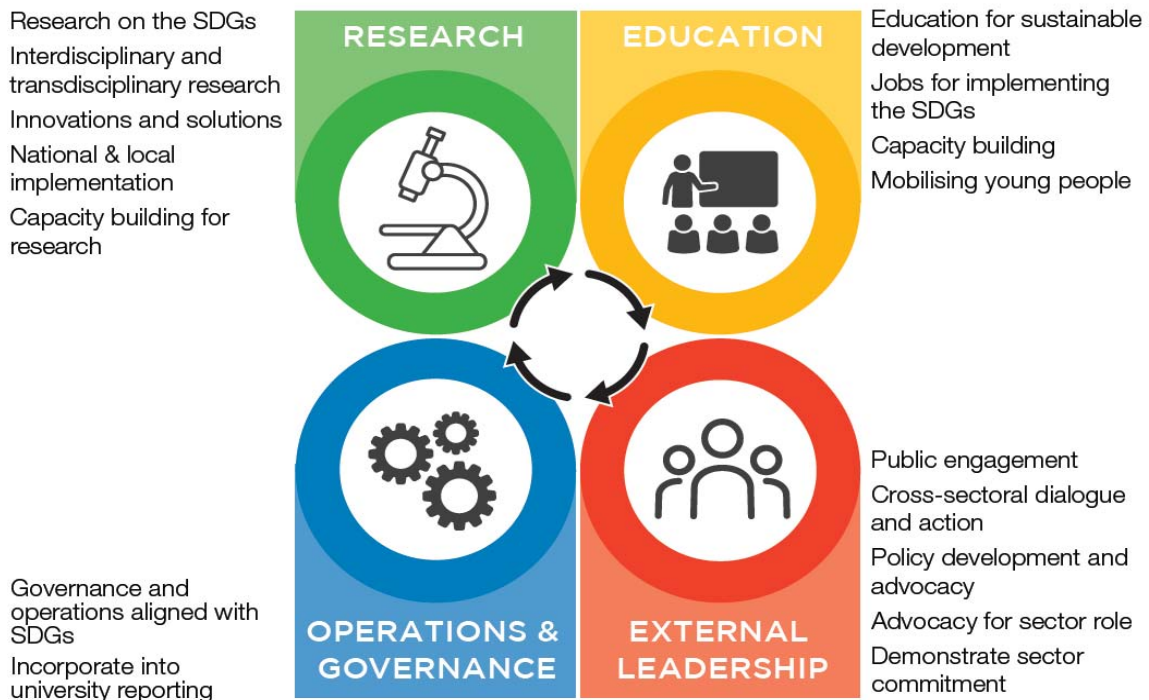 RESEARCH
Research on the SDGs
Interdisciplinary and
transdisciplinary research
Innovations and solutions
National & local
implementation
Capacity building for
research
EDUCATION
Education for sustainable
development
Jobs for implementing
the SDGs
Capacity building
Mobilising young people
Governance and
operations aligned with
SDGs
Incorporate into
university reporting
OPERATIONS &
GOVERNANCE
EXTERNAL
LEADERSHIP
Public engagement
Cross-sectoral dialogue
and action
Policy development and
advocacy
Advocacy for sector role
Demonstrate sector
commitment